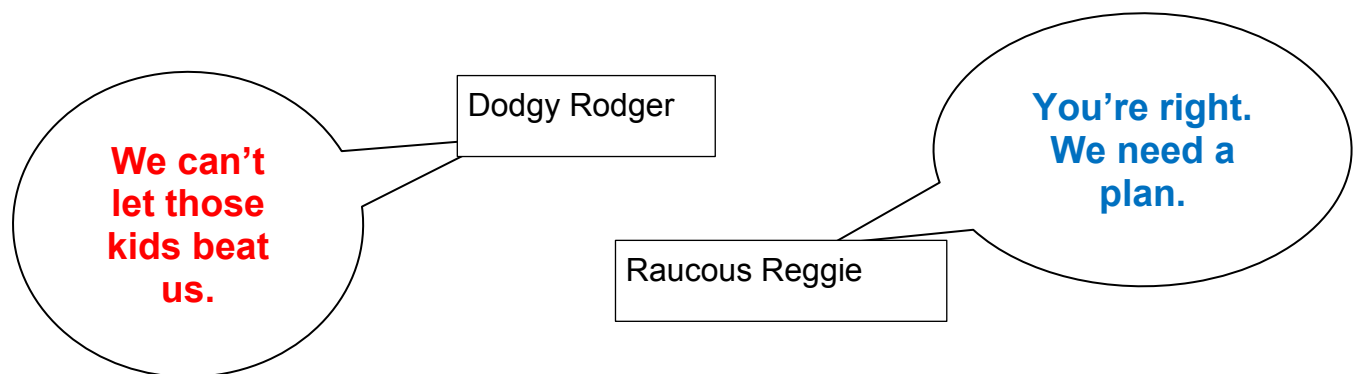 Dodgy Rodger
We can’t
let those
kids beat
us.
You’re right.
We need a
plan.
Raucous Reggie